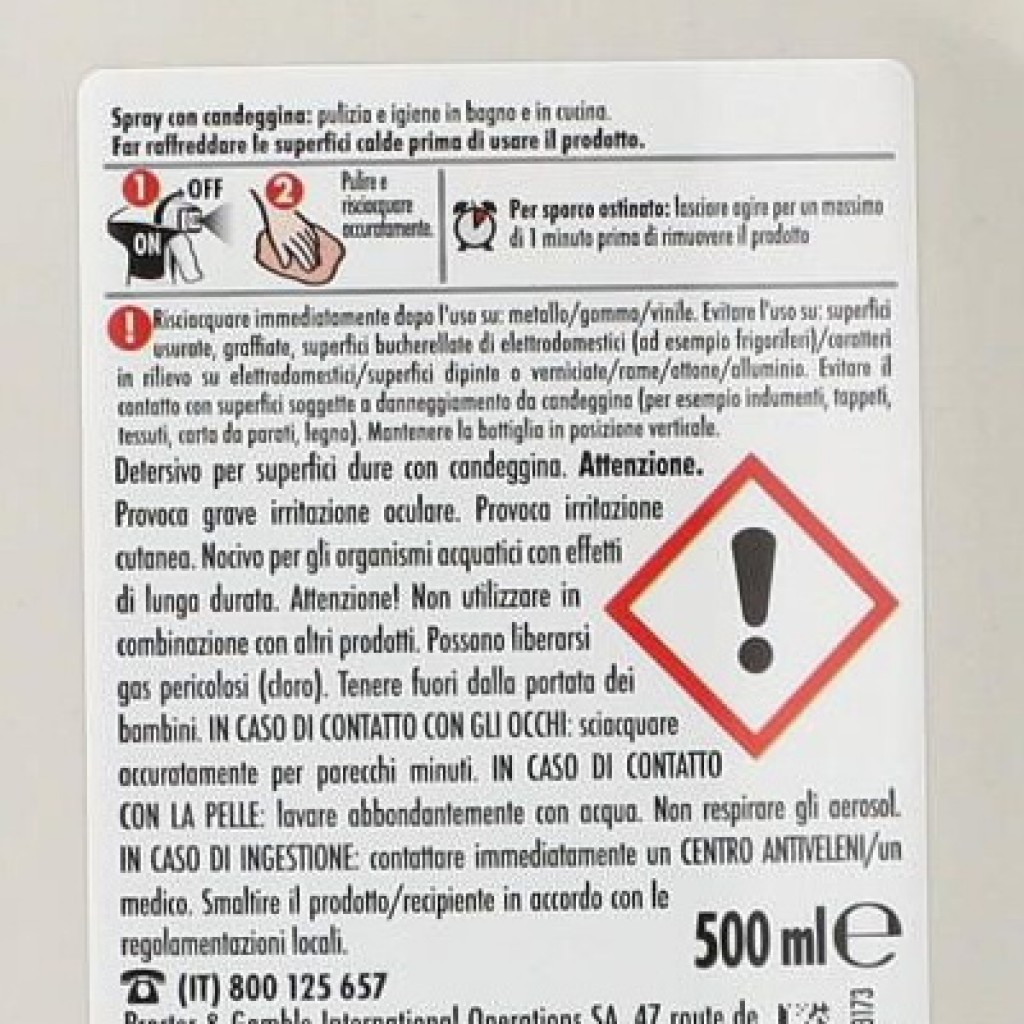 Spray con candeggina: pulizia e igiene in bagno e in cucina.
Far raffreddare le superfici calde prima di usare il prodotto.
1 OFF
ON
2
Pulire e
risciacquare
accuratamente.
Per sporco ostinato: lasciare agire per un massimo
di 1 minuto prima di rimuovere il prodotto
! Risciacquare immediatamente dopo l'uso su: metallo/gomma/vinile. Evitare l'uso su: superfici
usurate, graffiate, superfici bucherellate di elettrodomestici (ad esempio frigoriferi)/caratteri
in rilievo su elettrodomestici/superfici dipinte o verniciate/rame/ottone/alluminio. Evitare il
contatto con superfici soggette a danneggiamento da candeggina (per esempio indumenti, tappeti,
tessuti, carta da parati, legno). Mantenere la bottiglia in posizione verticale.
Detersivo per superfici dure con candeggina. Attenzione.
Provoca grave irritazione oculare. Provoca irritazione
cutanea. Nocivo per gli organismi acquatici con effetti
di lunga durata. Attenzione! Non utilizzare in
combinazione con altri prodotti. Possono liberarsi
gas pericolosi (cloro). Tenere fuori dalla portata dei
bambini. IN CASO DI CONTATTO CON GLI OCCHI: sciacquare
accuratamente per parecchi minuti. IN CASO DI CONTATTO
CON LA PELLE: lavare abbondantemente con acqua. Non respirare gli aerosol.
IN CASO DI INGESTIONE: contattare immediatamente un CENTRO ANTIVELENI/un
medico. Smaltire il prodotto/recipiente in accordo con le
regolamentazioni locali.
500 ml e
(IT) 800 125 657
Procter & Gamble International Operations SA, 47 route de